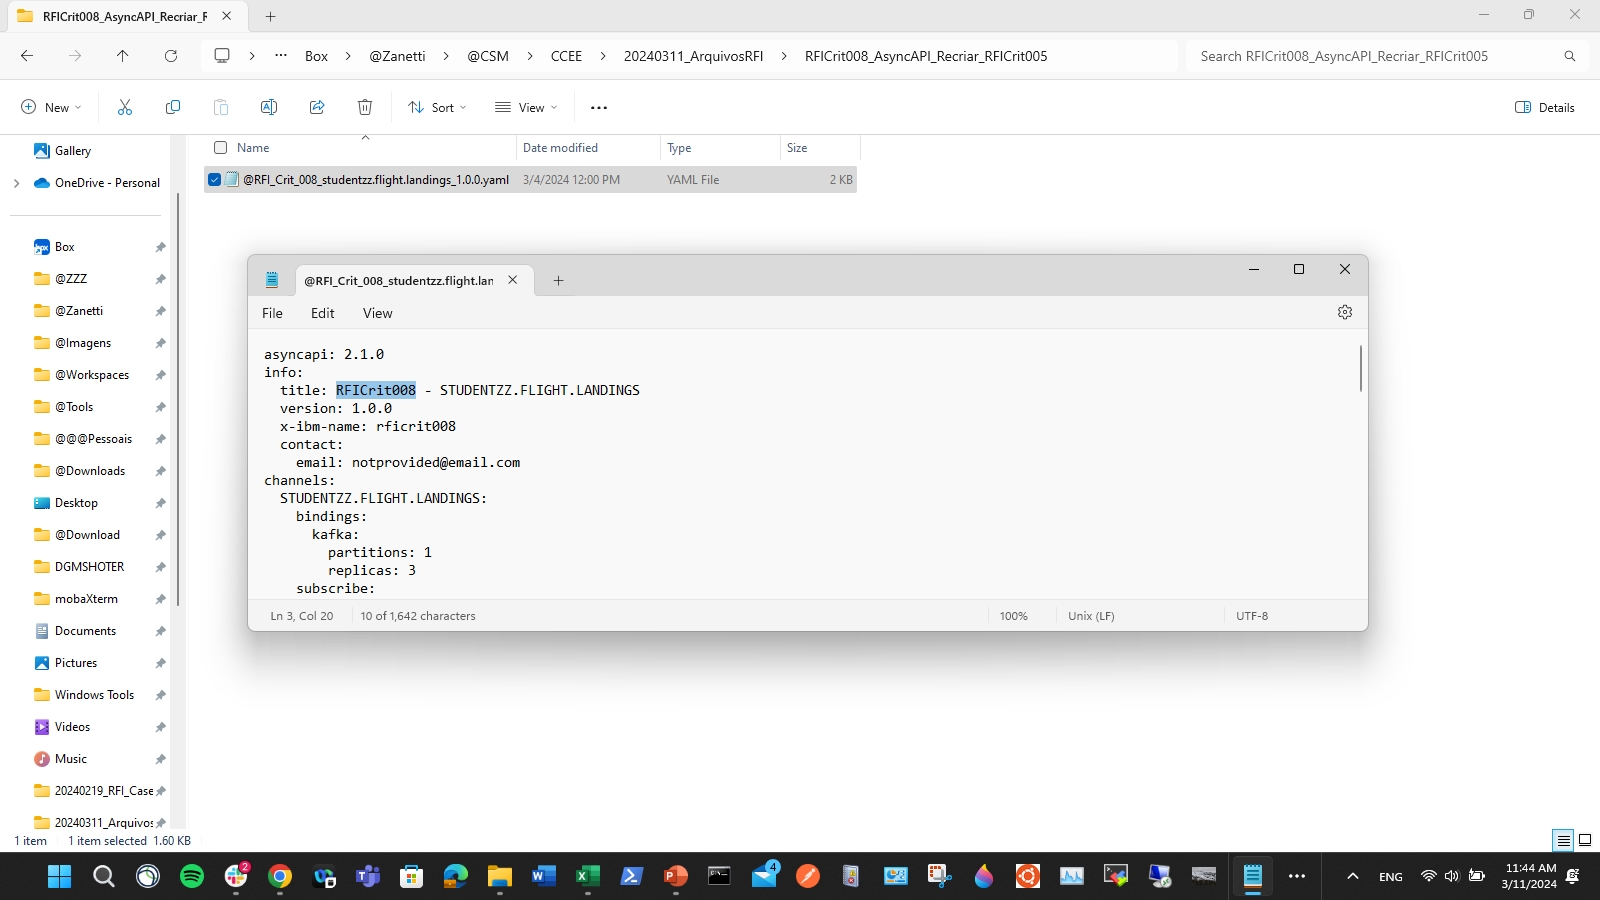 RFICrit008_AsyncAPI_Recriar_R
Box
@Zanetti
@CSM
CCEE
20240311_ArquivosRFI
RFICrit008_AsyncAPI_Recriar_RFICrit005
Search RFICrit008_AsyncAPI_Recriar_RFICrit005
New
Sort
View
Details
Name
Date modified
Type
Size
@RFI_Crit_008_studentzz.flight.landings_1.0.0.yaml
3/4/2024 12:00 PM
YAML File
2 KB
Gallery
OneDrive - Personal
Box
@ZZZ
@Zanetti
@Imagens
@Workspaces
@Tools
@@@Pessoais
@Downloads
Desktop
@Download
DGMSHOTER
mobaXterm
Documents
Pictures
Windows Tools
Videos
Music
20240219_RFI_Case
20240311_Arquivos
@RFI_Crit_008_studentzz.flight.lan
File
Edit
View
asyncapi: 2.1.0
info:
title: RFICrit008 - STUDENTZZ.FLIGHT.LANDINGS
version: 1.0.0
x-ibm-name: rficrit008
contact:
email: notprovided@email.com
channels:
STUDENTZZ.FLIGHT.LANDINGS:
bindings:
kafka:
partitions: 1
replicas: 3
subscribe:
Ln 3, Col 20
10 of 1,642 characters
100%
Unix (LF)
UTF-8
1 item
1 item selected 1.60 KB
2
4
ENG
11:44 AM
3/11/2024